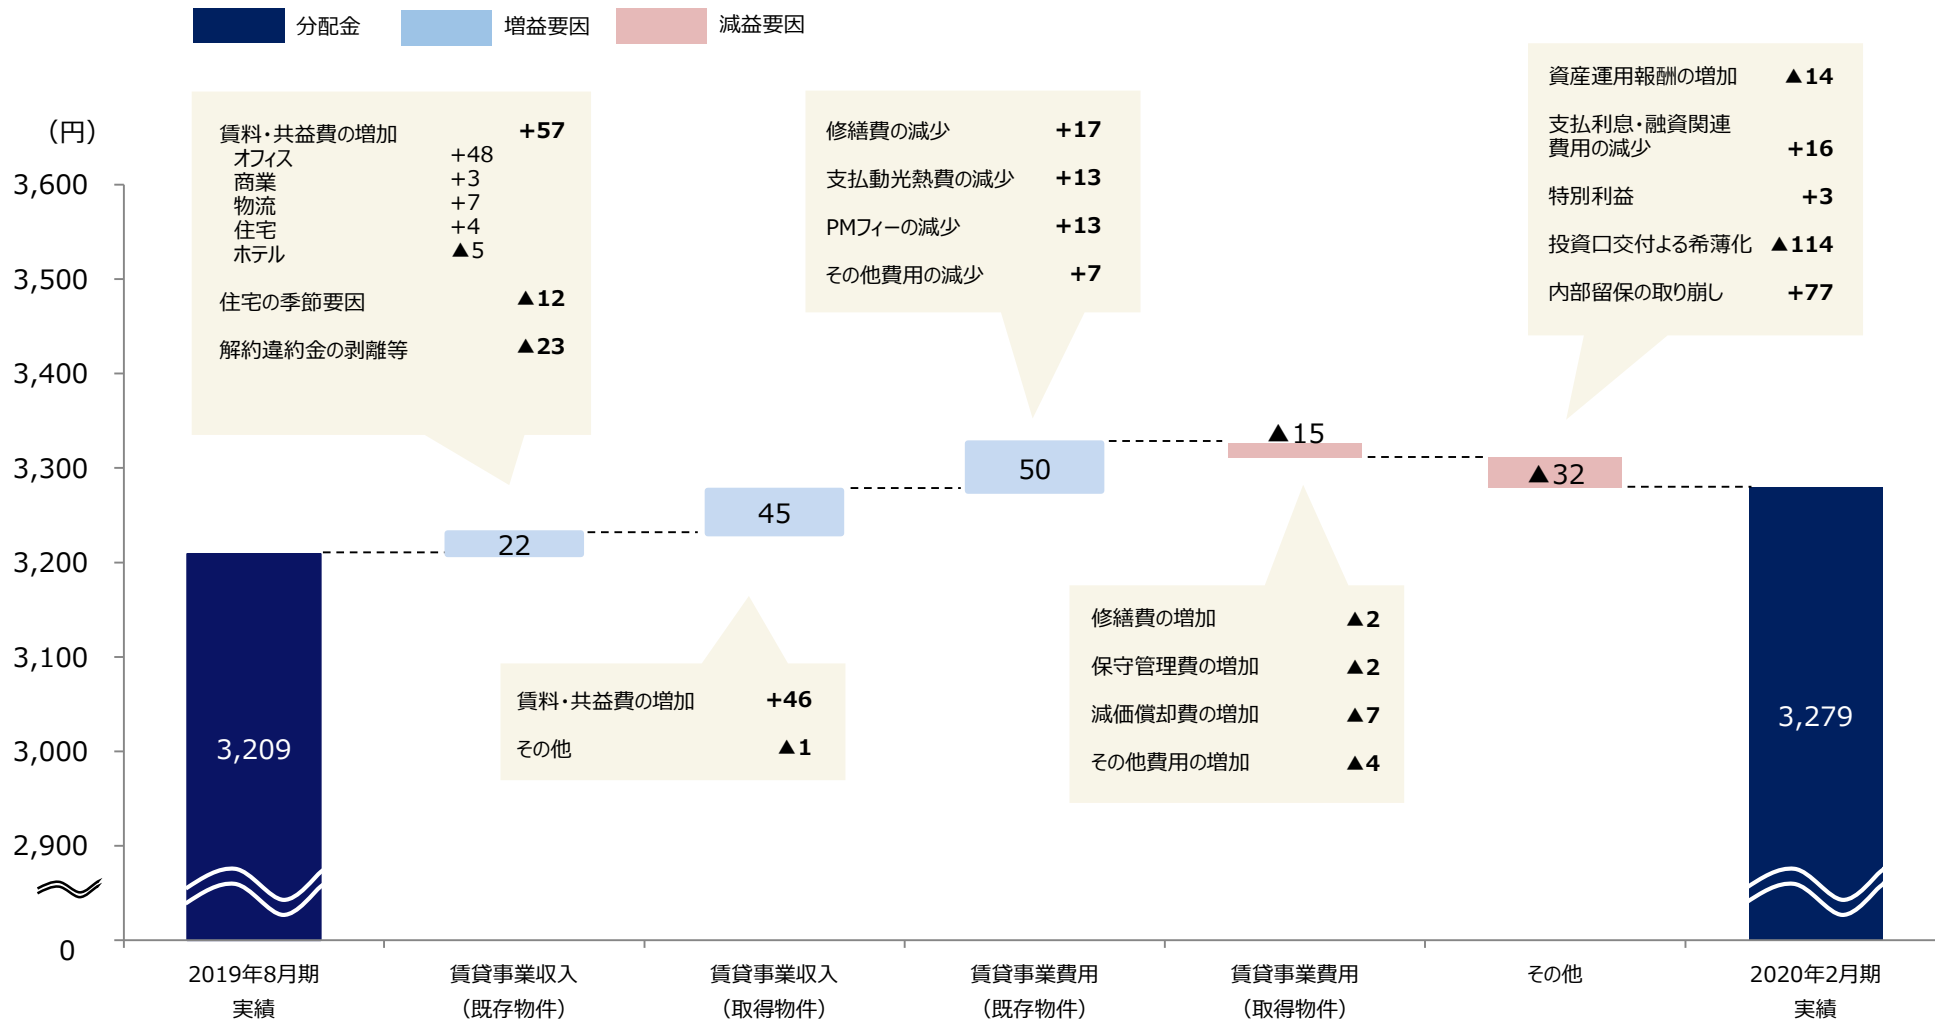 分配金 増益要因 減益要因
(円)
3,600
3,500
3,400
3,300
3,200
3,100
3,000
2,900
0
賃料・共益費の増加 +57
オフィス +48
商業 +3
物流 +7
住宅 +4
ホテル ▲5
住宅の季節要因 ▲12
解約違約金の剥離等 ▲23
修繕費の減少 +17
支払動光熱費の減少 +13
PMフィーの減少 +13
その他費用の減少 +7
資産運用報酬の増加 ▲14
支払利息・融資関連
費用の減少 +16
特別利益 +3
投資口交付よる希薄化 ▲114
内部留保の取り崩し +77
3,209
22
45
50
▲15
▲32
3,279
賃料・共益費の増加 +46
その他 ▲1
修繕費の増加 ▲2
保守管理費の増加 ▲2
減価償却費の増加 ▲7
その他費用の増加 ▲4
2019年8月期
実績
賃貸事業収入
(既存物件)
賃貸事業収入
(取得物件)
賃貸事業費用
(既存物件)
賃貸事業費用
(取得物件)
その他
2020年2月期
実績